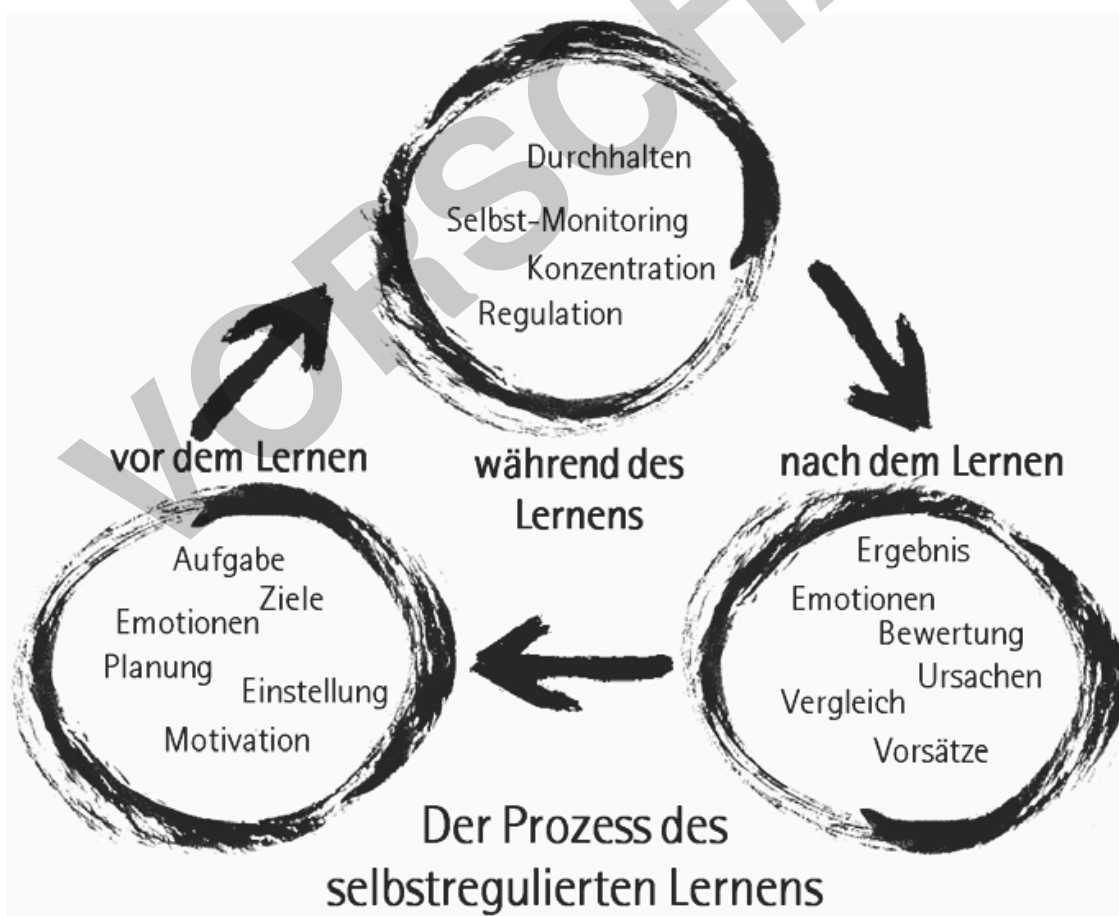 VORSCHA
Durchhalten
Selbst-Monitoring
Konzentration
Regulation
vor dem Lernen
während des
Lernens
nach dem Lernen
Aufgabe
Ziele
Emotionen
Planung
Einstellung
Motivation
Ergebnis
Emotionen
Bewertung
Ursachen
Vergleich
Vorsätze
Der Prozess des
selbstregulierten Lernens